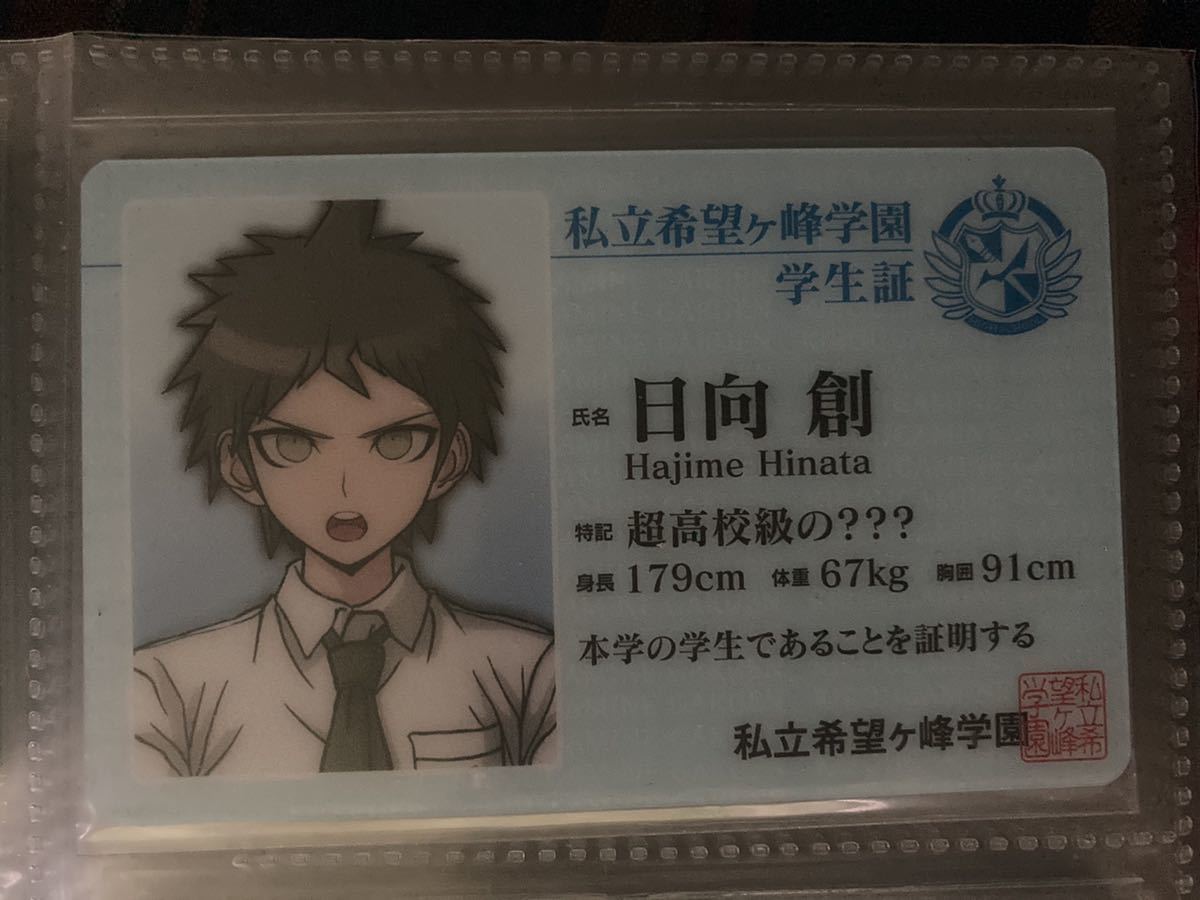 私立希望ヶ峰学園
学生証
氏名 日向 創
Hajime Hinata
特記 超高校級の???
身長 179cm 体重 67kg 胸囲 91cm
本学の学生であることを証明する
私立希望ヶ峰学園
私立希
望ヶ峰
学園